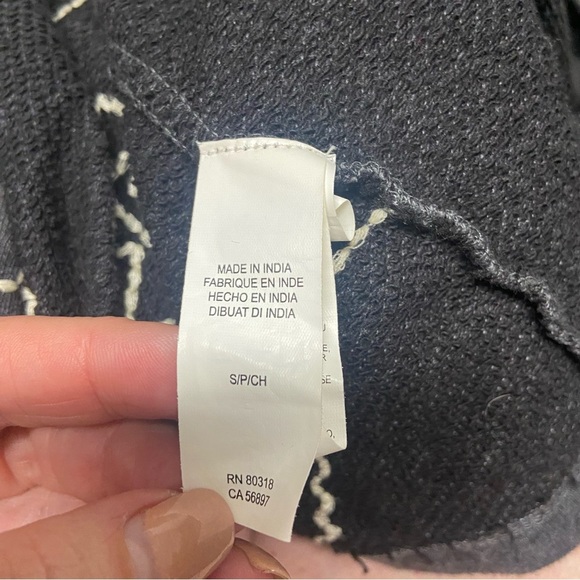 MADE IN INDIA
FABRIQUE EN INDE
HECHO EN INDIA
DIBUAT DI INDIA
S/P/CH
RN 80318
CA 56897